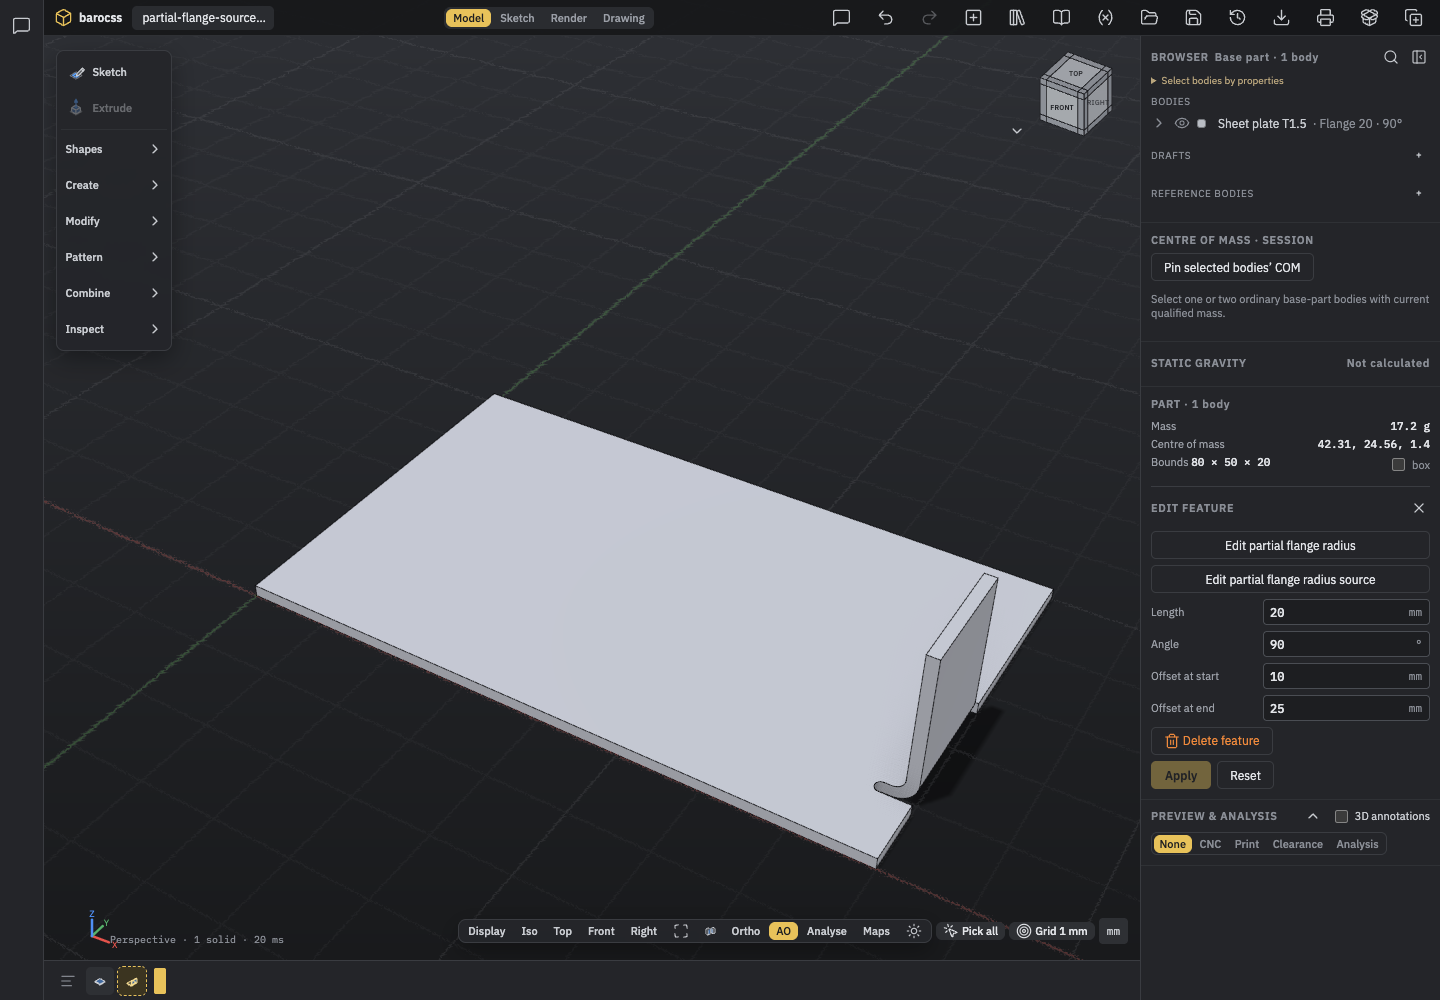 barocss
partial-flange-source...
Model
Sketch
Render
Drawing
Sketch
Extrude
Shapes
Create
Modify
Pattern
Combine
Inspect
TOP
FRONT
RIGHT
BROWSER Base part · 1 body
Select bodies by properties
BODIES
Sheet plate T1.5 · Flange 20 · 90°
DRAFTS
REFERENCE BODIES
CENTRE OF MASS · SESSION
Pin selected bodies’ COM
Select one or two ordinary base-part bodies with current
qualified mass.
STATIC GRAVITY Not calculated
PART · 1 body
Mass 17.2 g
Centre of mass 42.31, 24.56, 1.4
Bounds 80 × 50 × 20 box
EDIT FEATURE
Edit partial flange radius
Edit partial flange radius source
Length 20 mm
Angle 90 °
Offset at start 10 mm
Offset at end 25 mm
Delete feature
Apply Reset
PREVIEW & ANALYSIS 3D annotations
None CNC Print Clearance Analysis
Z
Y
X
Perspective · 1 solid · 20 ms
Display Iso Top Front Right Ortho AO Analyse Maps Pick all Grid 1 mm mm